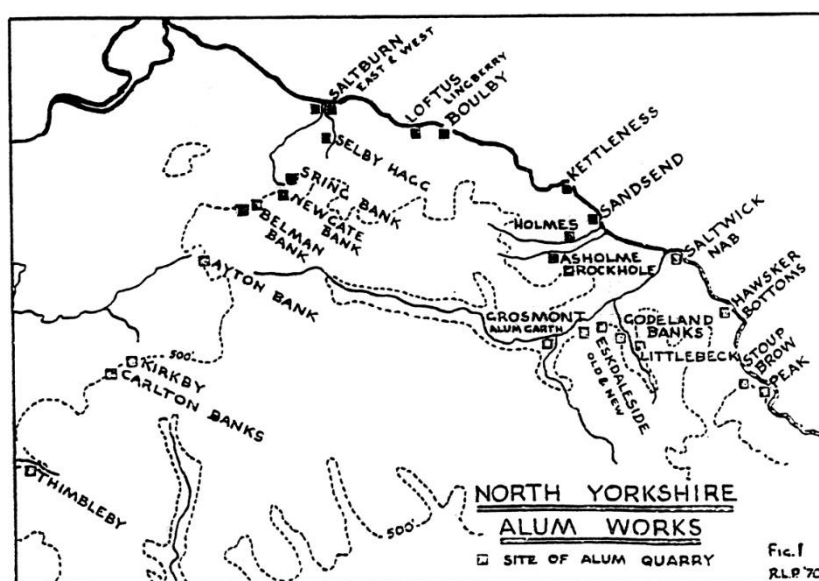 SALTBURN
EAST & WEST
LOFTUS
LINGBERRY
BOULBY
SELBY HAGG
KETTLENESS
SRING BANK
SANDSEND
NEWGATE
BANK
HOLMES
BELMAN
BANK
SALTWICK
NAB
ASHOLME
ROCKHOLE
AYTON BANK
HAWSKER
BOTTOMS
GROSMONT
ALUM GARTH
GODELAND
BANKS
LITTLEBECK
ESKDALESIDE
OLD & NEW
STOUP
BROW
PEAK
500'
KIRKBY
CARLTON BANKS
THIMBLEBY
500'
NORTH YORKSHIRE
ALUM WORKS
SITE OF ALUM QUARRY
Fig.1
R.L.P. '70